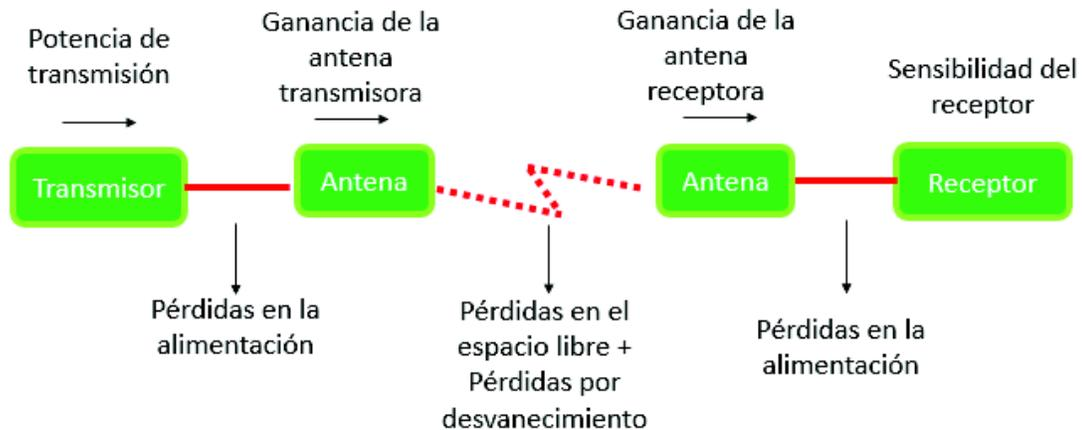 Potencia de
transmisión
Ganancia de la
antena
transmisora
Ganancia de la
antena
receptora
Sensibilidad del
receptor
Transmisor
Antena
Antena
Receptor
Pérdidas en la
alimentación
Pérdidas en el
espacio libre +
Pérdidas por
desvanecimiento
Pérdidas en la
alimentación